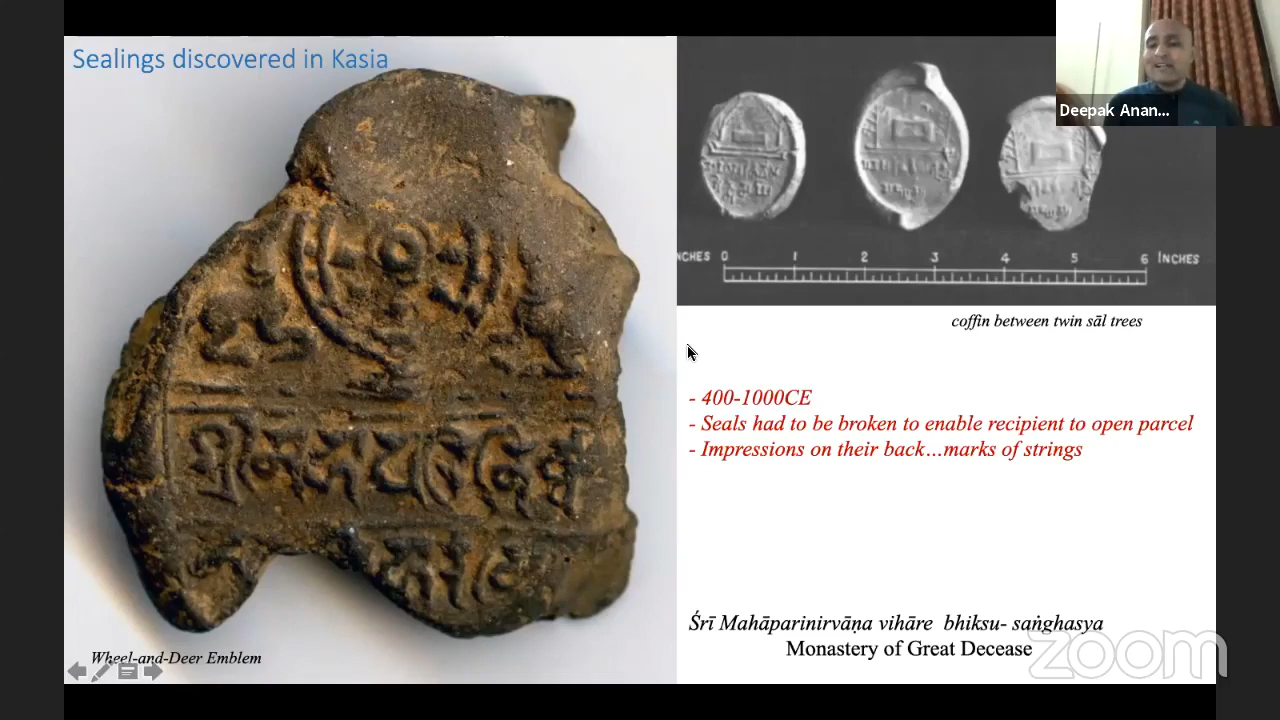 Sealings discovered in Kasia
Deepak Anan...
INCHES 0 1 2 3 4 5 6 INCHES
coffin between twin sāl trees
- 400-1000CE
- Seals had to be broken to enable recipient to open parcel
- Impressions on their back...marks of strings
Śrī Mahāparinirvāṇa vihāre bhiksu- saṅghasya
Monastery of Great Decease
Wheel-and-Deer Emblem
zoom